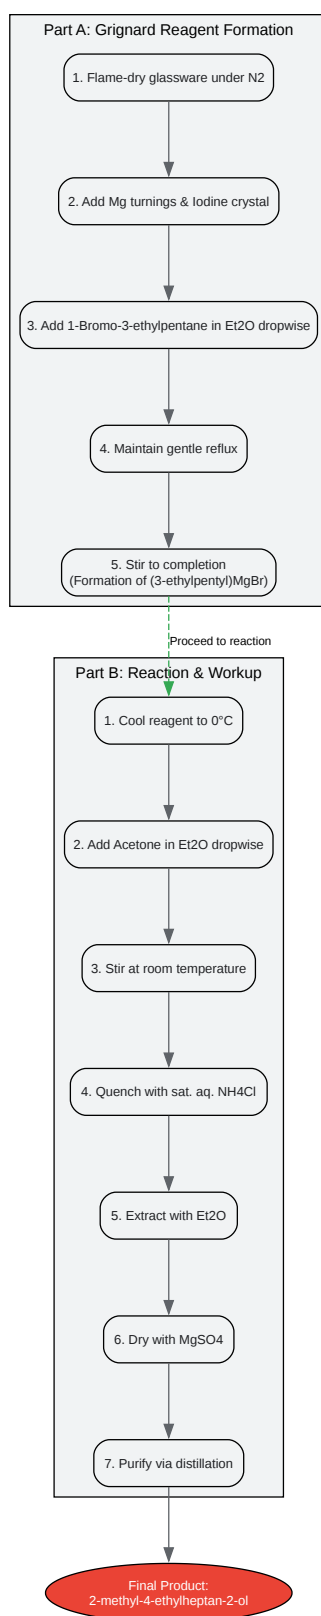 Part A: Grignard Reagent Formation
1. Flame-dry glassware under N2
2. Add Mg turnings & Iodine crystal
3. Add 1-Bromo-3-ethylpentane in Et2O dropwise
4. Maintain gentle reflux
5. Stir to completion
(Formation of (3-ethylpentyl)MgBr)
Proceed to reaction
Part B: Reaction & Workup
1. Cool reagent to 0°C
2. Add Acetone in Et2O dropwise
3. Stir at room temperature
4. Quench with sat. aq. NH4Cl
5. Extract with Et2O
6. Dry with MgSO4
7. Purify via distillation
Final Product:
2-methyl-4-ethylheptan-2-ol